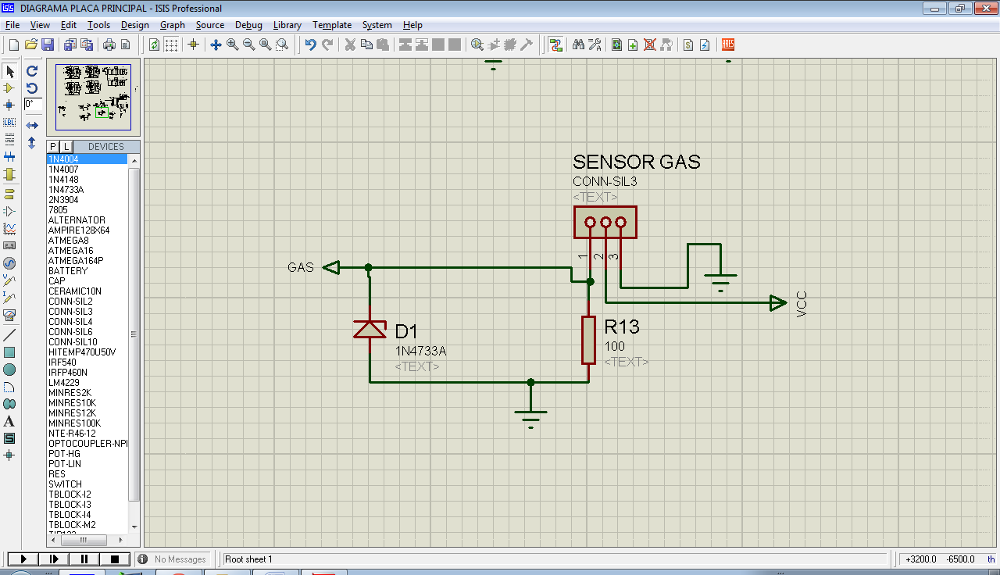 ISIS DIAGRAMA PLACA PRINCIPAL - ISIS Professional
File View Edit Tools Design Graph Source Debug Library Template System Help
ARES
0°
LBL
P L DEVICES
1N4004
1N4007
1N4148
1N4733A
2N3904
7805
ALTERNATOR
AMPIRE128X64
ATMEGA8
ATMEGA16
ATMEGA164P
BATTERY
CAP
CERAMIC10N
CONN-SIL2
CONN-SIL3
CONN-SIL4
CONN-SIL6
CONN-SIL10
HITEMP470U50V
IRF540
IRFP460N
LM4229
MINRES2K
MINRES10K
MINRES12K
MINRES100K
NTE-R46-12
OPTOCOUPLER-NPI
POT-HG
POT-LIN
RES
SWITCH
TBLOCK-I2
TBLOCK-I3
TBLOCK-I4
TBLOCK-M2
A
S
SENSOR GAS
CONN-SIL3
<TEXT>
1
2
3
GAS
VCC
D1
1N4733A
<TEXT>
R13
100
<TEXT>
No Messages
Root sheet 1
+3200.0 -6500.0 th